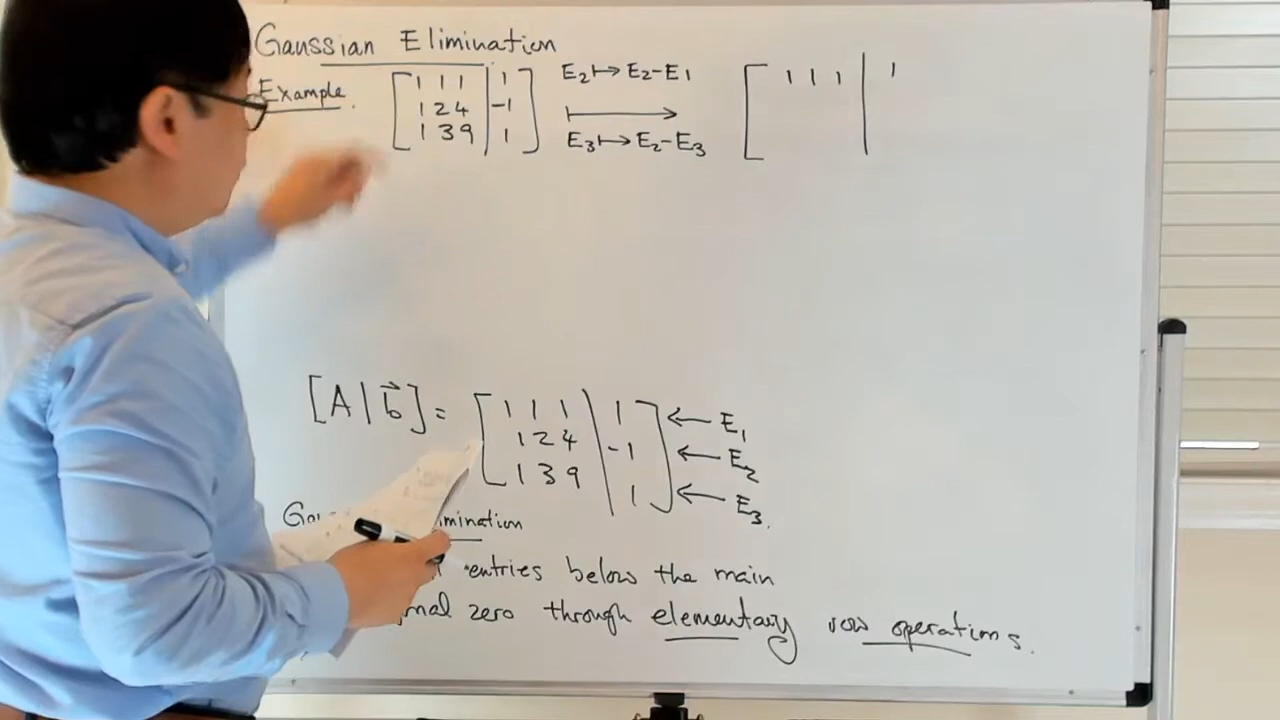 Gaussian Elimination
Example. [ 1 1 1 | 1 ] E₂↦E₂-E₁ [ 1 1 1 | 1
1 2 4 | -1 ⟼
1 3 9 | 1 E₃↦E₂-E₃
[A|b⃗] = [ 1 1 1 | 1 ] ← E₁
1 2 4 | -1 ← E₂
1 3 9 | 1 ← E₃.
entries below the main
zero through elementary row operations.